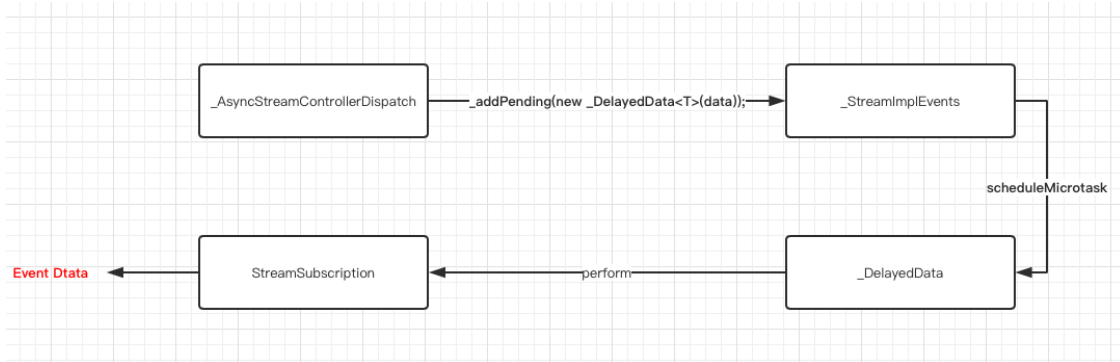 _AsyncStreamControllerDispatch
_addPending(new _DelayedData<T>(data));
_StreamImplEvents
scheduleMicrotask
Event Dtata
StreamSubscription
perform
_DelayedData